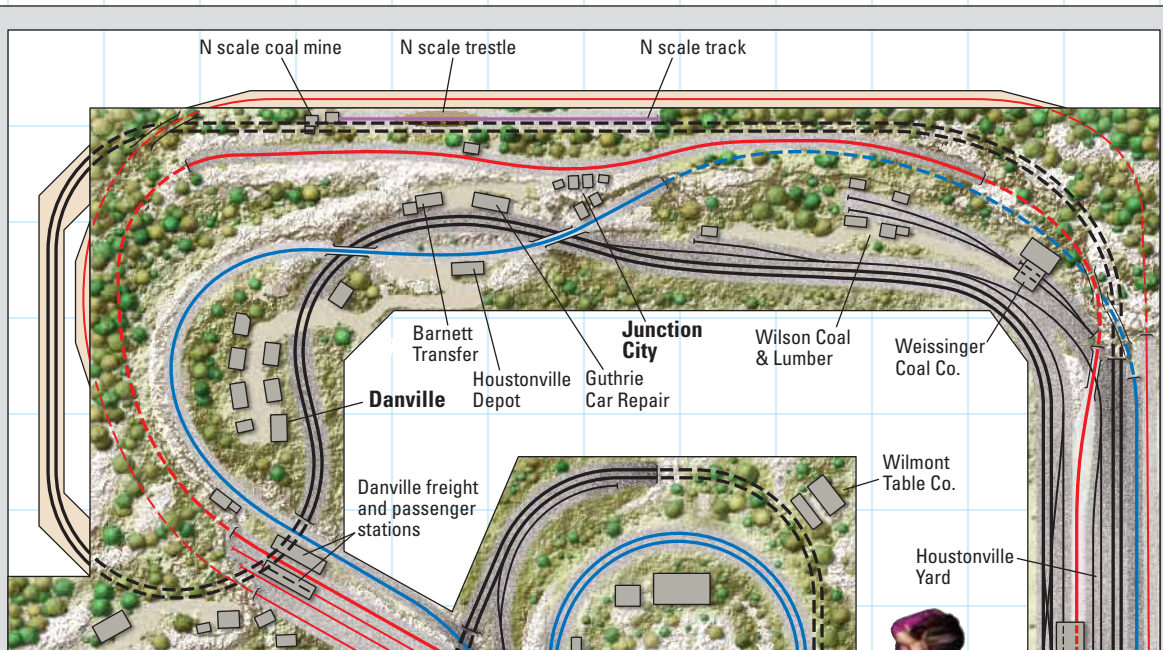 N scale coal mine
N scale trestle
N scale track
Barnett
Transfer
Houstonville
Depot
Guthrie
Car Repair
Junction
City
Wilson Coal
& Lumber
Weissinger
Coal Co.
Danville
Danville freight
and passenger
stations
Wilmont
Table Co.
Houstonville
Yard